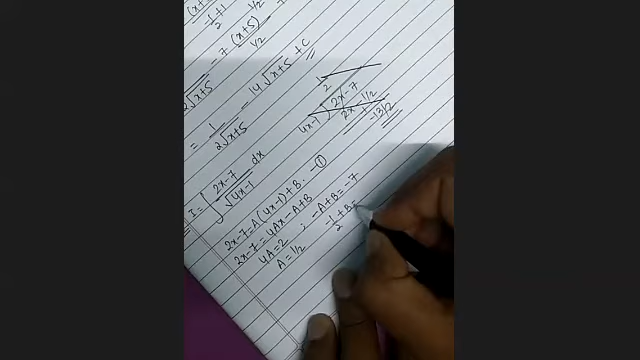 (x+
-1/2+1
1/2
- 7 (x+5)
1/2
2√x+5
= 1/2√x+5 - 14√x+5 + C
1/2
4x-1) 2x-7
2x-1/2
-13/2
I = ∫ 2x-7/√4x-1 dx
2x-7 = A(4x-1)+B. -①
2x-7 = 4Ax-A+B
4A=2 ; -A+B=-7
A=1/2 -1/2+B=